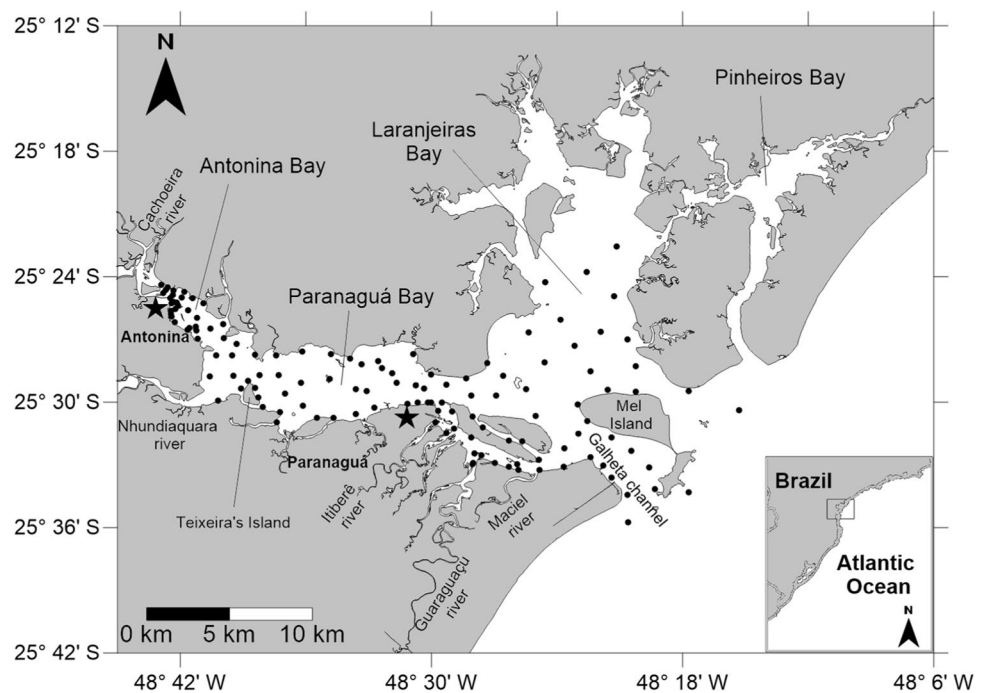 25° 12' S
25° 18' S
25° 24' S
25° 30' S
25° 36' S
25° 42' S
N
Pinheiros Bay
Laranjeiras
Bay
Antonina Bay
Cachoeira
river
Paranaguá Bay
Antonina
Nhundiaquara
river
Mel
Island
Galheta channel
Paranaguá
Itiberê
river
Maciel
river
Teixeira's Island
Guaraguaçu
river
Brazil
Atlantic
Ocean
N
0 km 5 km 10 km
48° 42' W 48° 30' W 48° 18' W 48° 6' W